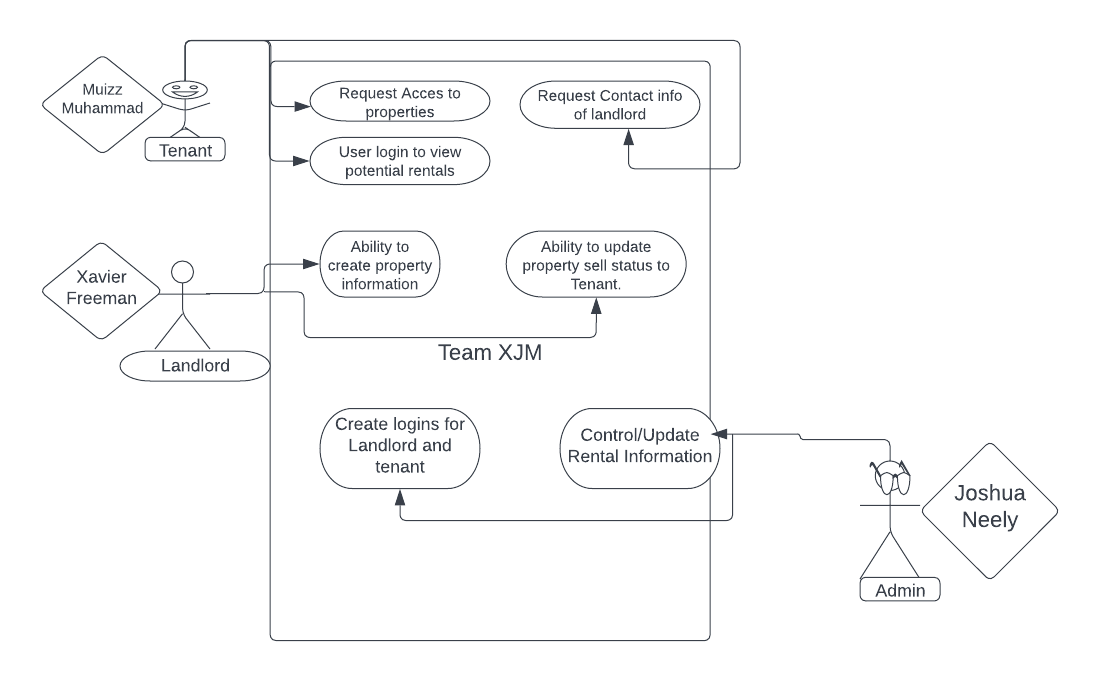 Muizz
Muhammad
Tenant
Request Acces to
properties
Request Contact info
of landlord
User login to view
potential rentals
Xavier
Freeman
Landlord
Ability to
create property
information
Ability to update
property sell status to
Tenant.
Team XJM
Create logins for
Landlord and
tenant
Control/Update
Rental Information
Joshua
Neely
Admin